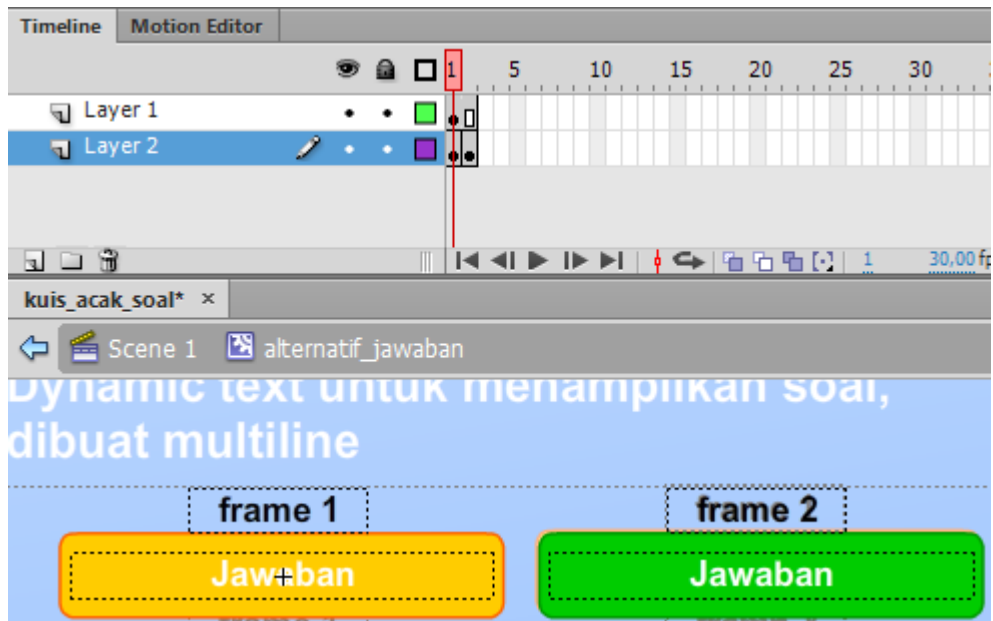 Timeline Motion Editor
1 5 10 15 20 25 30
Layer 1
Layer 2
1 30,00 fp
kuis_acak_soal* ×
Scene 1 alternatif_jawaban
Dynamic text untuk menampilkan soal,
dibuat multiline
frame 1 frame 2
Jawaban Jawaban